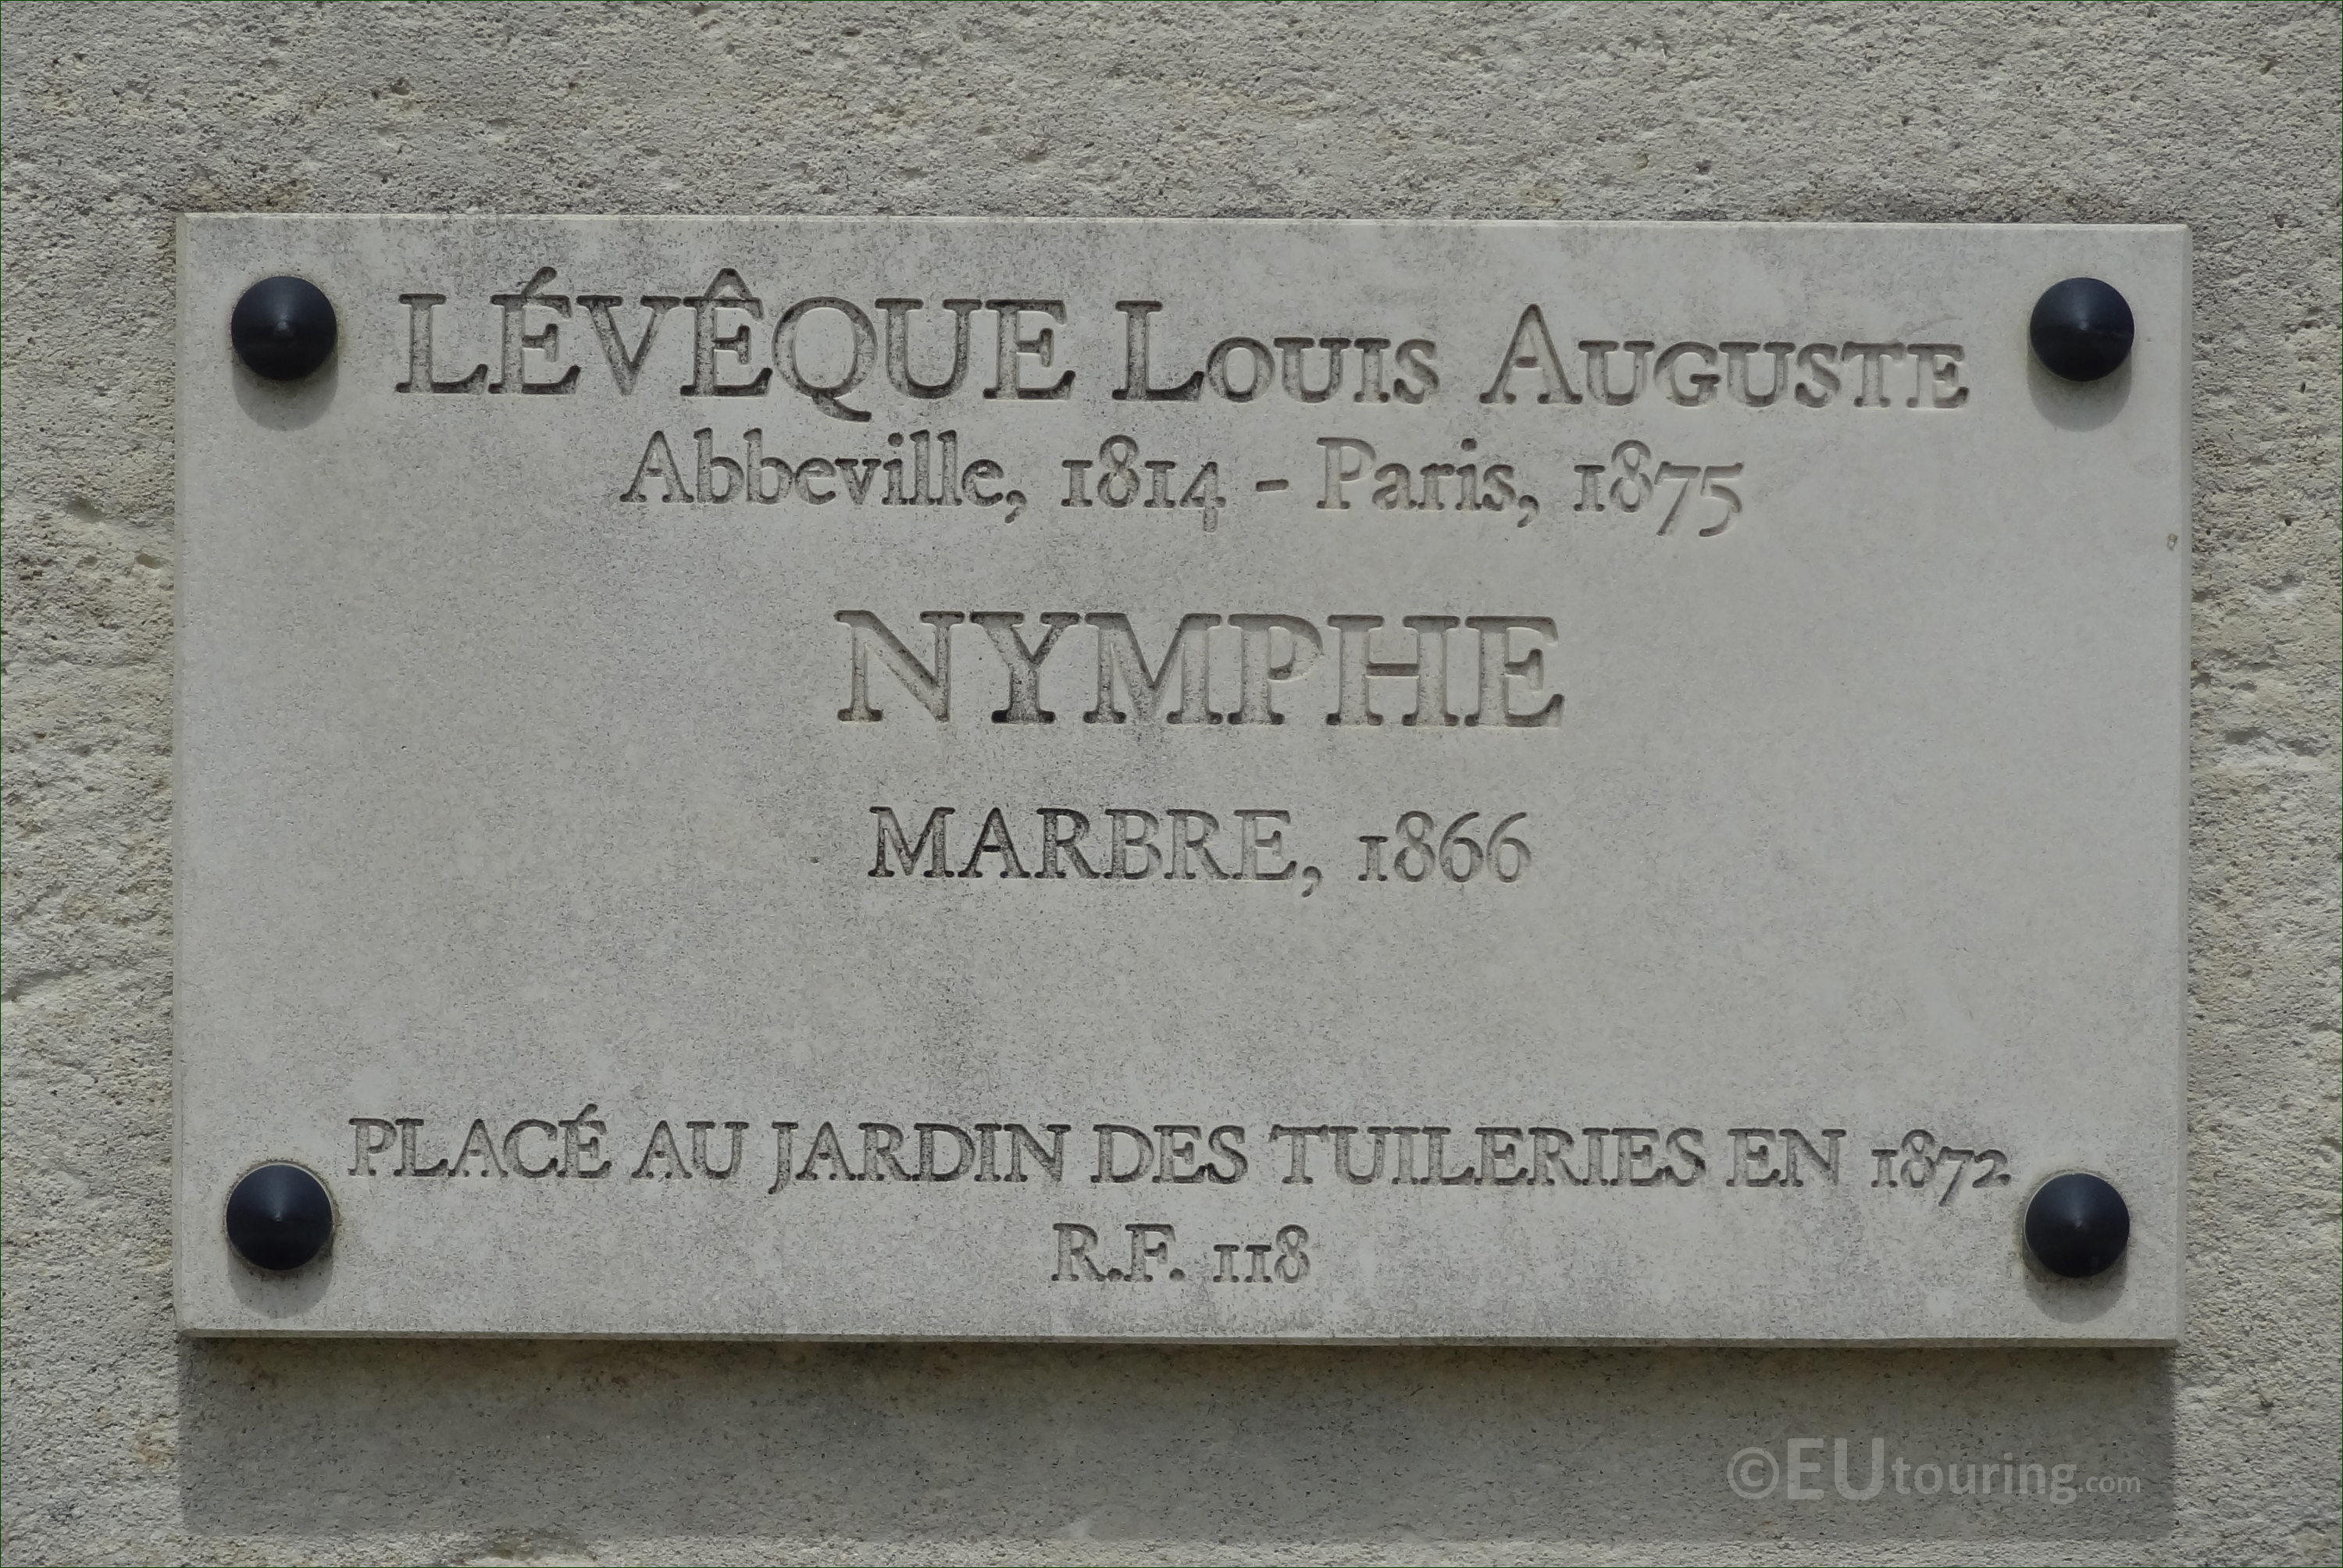 LÉVÊQUE LOUIS AUGUSTE
Abbeville, 1814 - Paris, 1875
NYMPHE
MARBRE, 1866
PLACÉ AU JARDIN DES TUILERIES EN 1872
R.F. 118
©EUtouring.com